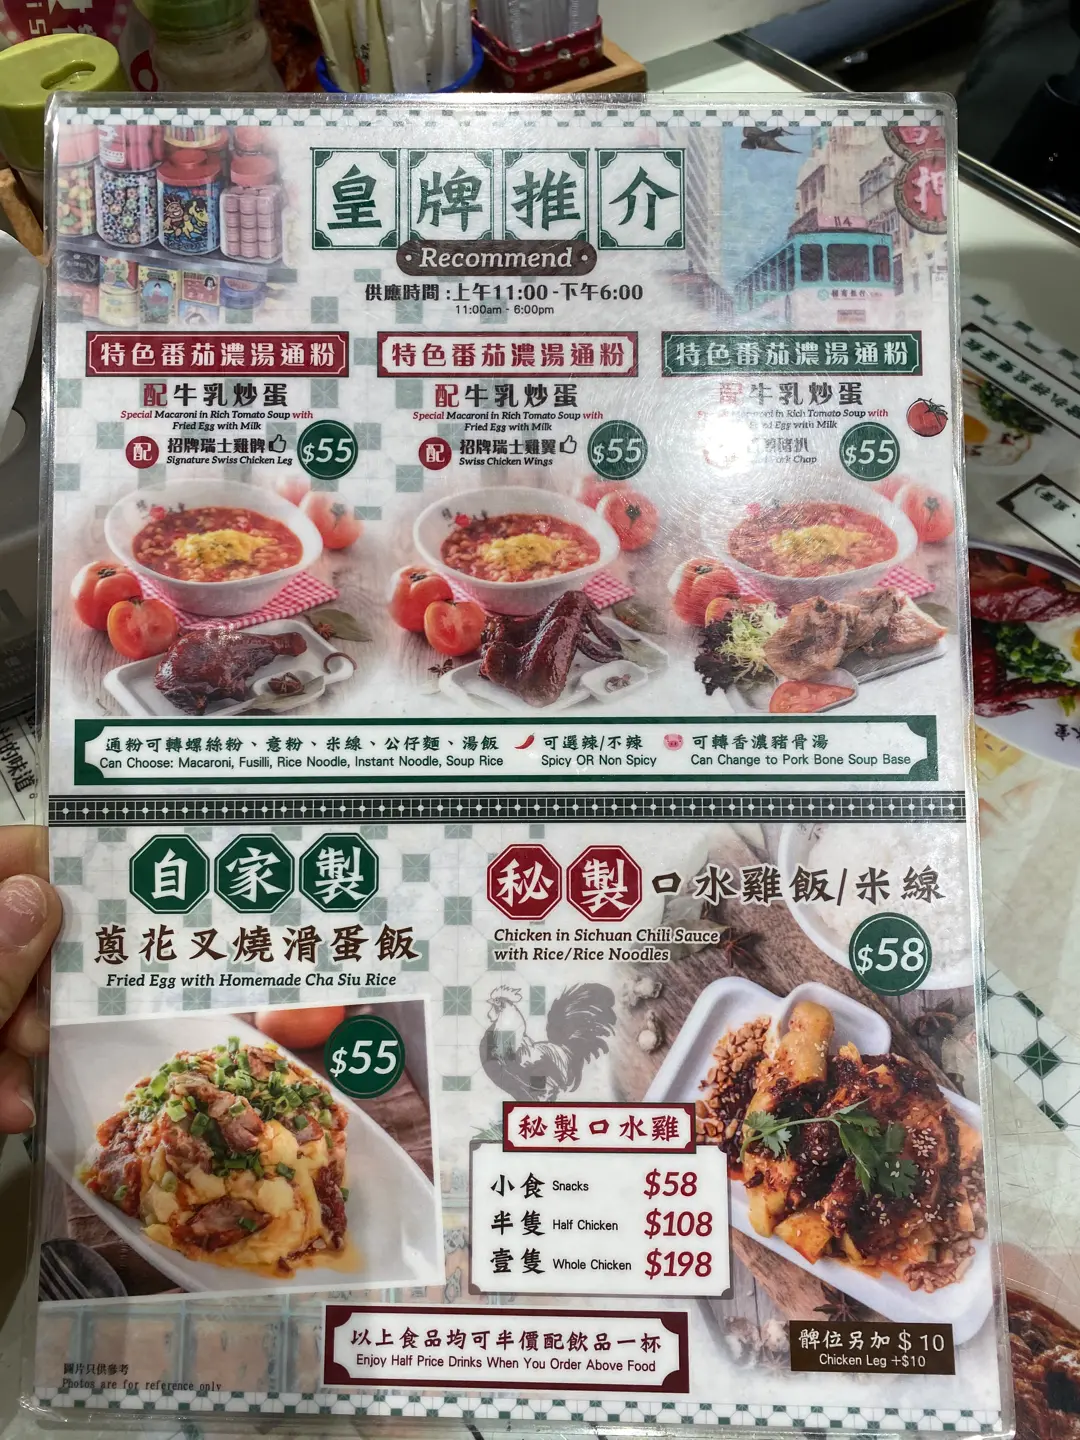 皇牌推介
Recommend
供應時間 :上午11:00 -下午6:00
11:00am - 6:00pm
114
特色番茄濃湯通粉
配牛乳炒蛋
Special Macaroni in Rich Tomato Soup with
Fried Egg with Milk
配 招牌瑞士雞髀
Signature Swiss Chicken Leg
$55
特色番茄濃湯通粉
配牛乳炒蛋
Special Macaroni in Rich Tomato Soup with
Fried Egg with Milk
配 招牌瑞士雞翼
Swiss Chicken Wings
$55
特色番茄濃湯通粉
配牛乳炒蛋
Macaroni in Rich Tomato Soup with
Fried Egg with Milk
豬扒
Pork Chop
$55
通粉可轉螺絲粉、意粉、米線、公仔麵、湯飯 可選辣/不辣 可轉香濃豬骨湯
Can Choose: Macaroni, Fusilli, Rice Noodle, Instant Noodle, Soup Rice Spicy OR Non Spicy Can Change to Pork Bone Soup Base
自家製
蔥花叉燒滑蛋飯
Fried Egg with Homemade Cha Siu Rice
$55
秘製口水雞飯/米線
Chicken in Sichuan Chili Sauce
with Rice/Rice Noodles
$58
秘製口水雞
小食 Snacks $58
半隻 Half Chicken $108
壹隻 Whole Chicken $198
髀位另加 $ 10
Chicken Leg +$10
以上食品均可半價配飲品一杯
Enjoy Half Price Drinks When You Order Above Food
圖片只供參考
Photos are for reference only
的味道